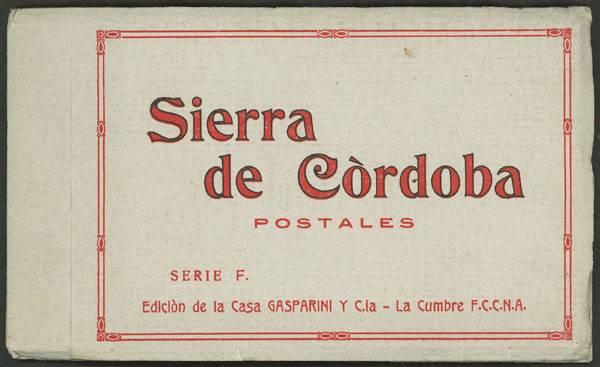 Sierra
de Còrdoba
POSTALES
SERIE F.
Ediciòn de la Casa GASPARINI Y C.ia - La Cumbre F.C.C.N.A.